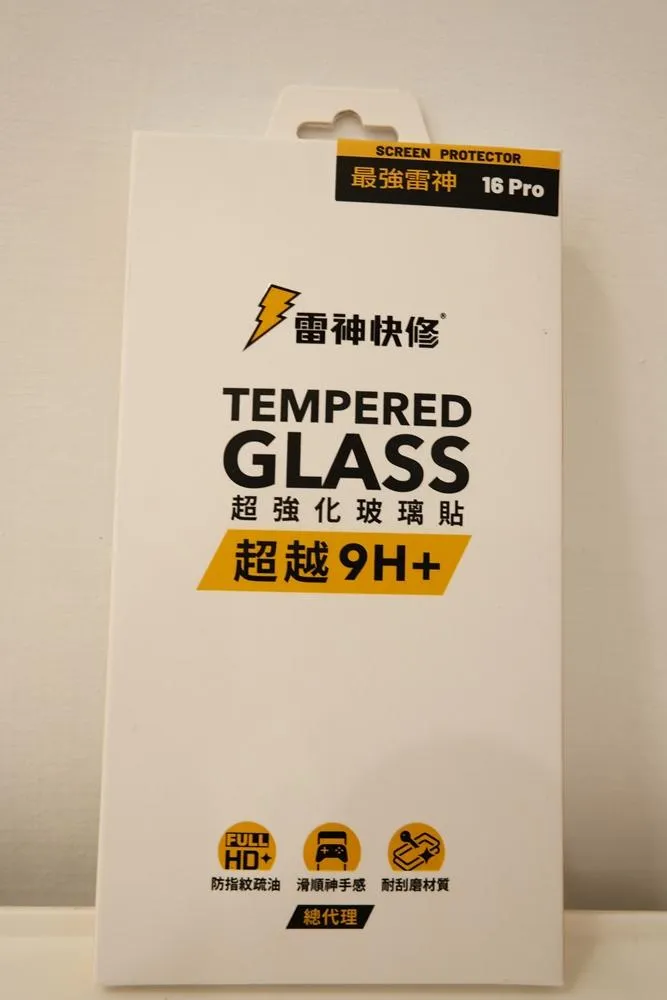 SCREEN PROTECTOR
最強雷神 16 Pro
雷神快修®
TEMPERED
GLASS
超強化玻璃貼
超越 9H+
FULL
HD+
防指紋疏油 滑順神手感 耐刮磨材質
總代理